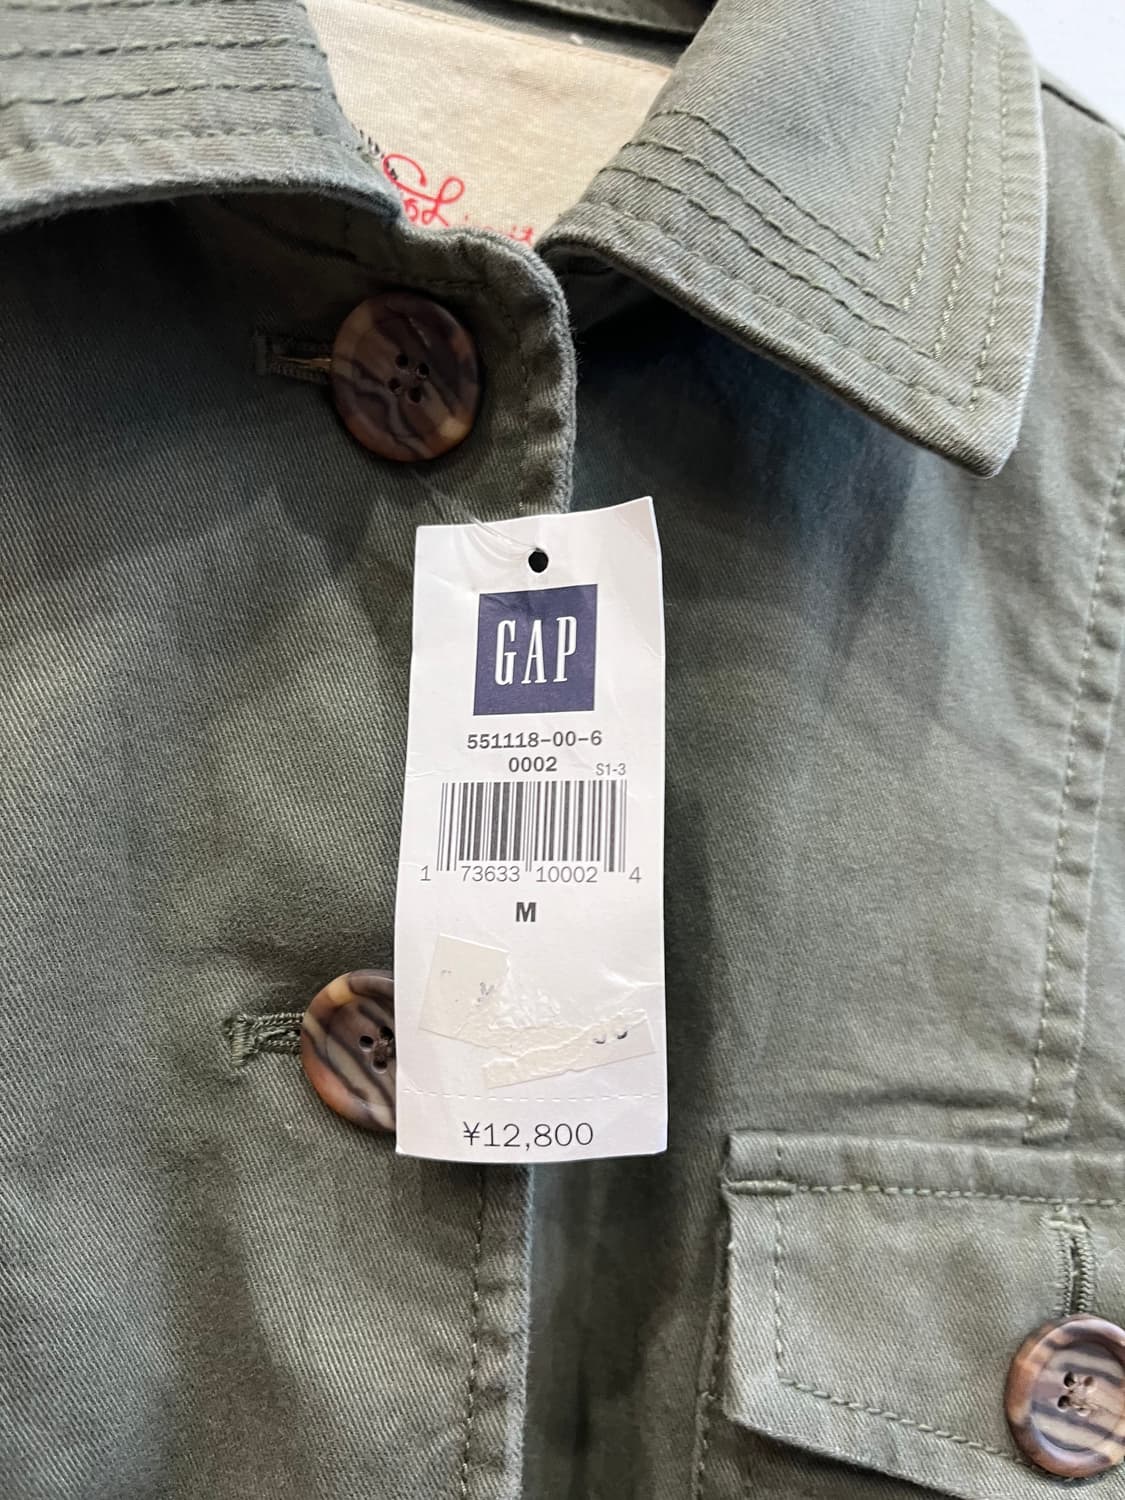 GAP
551118-00-6
0002 S1-3
1 73633 10002 4
M
¥12,800